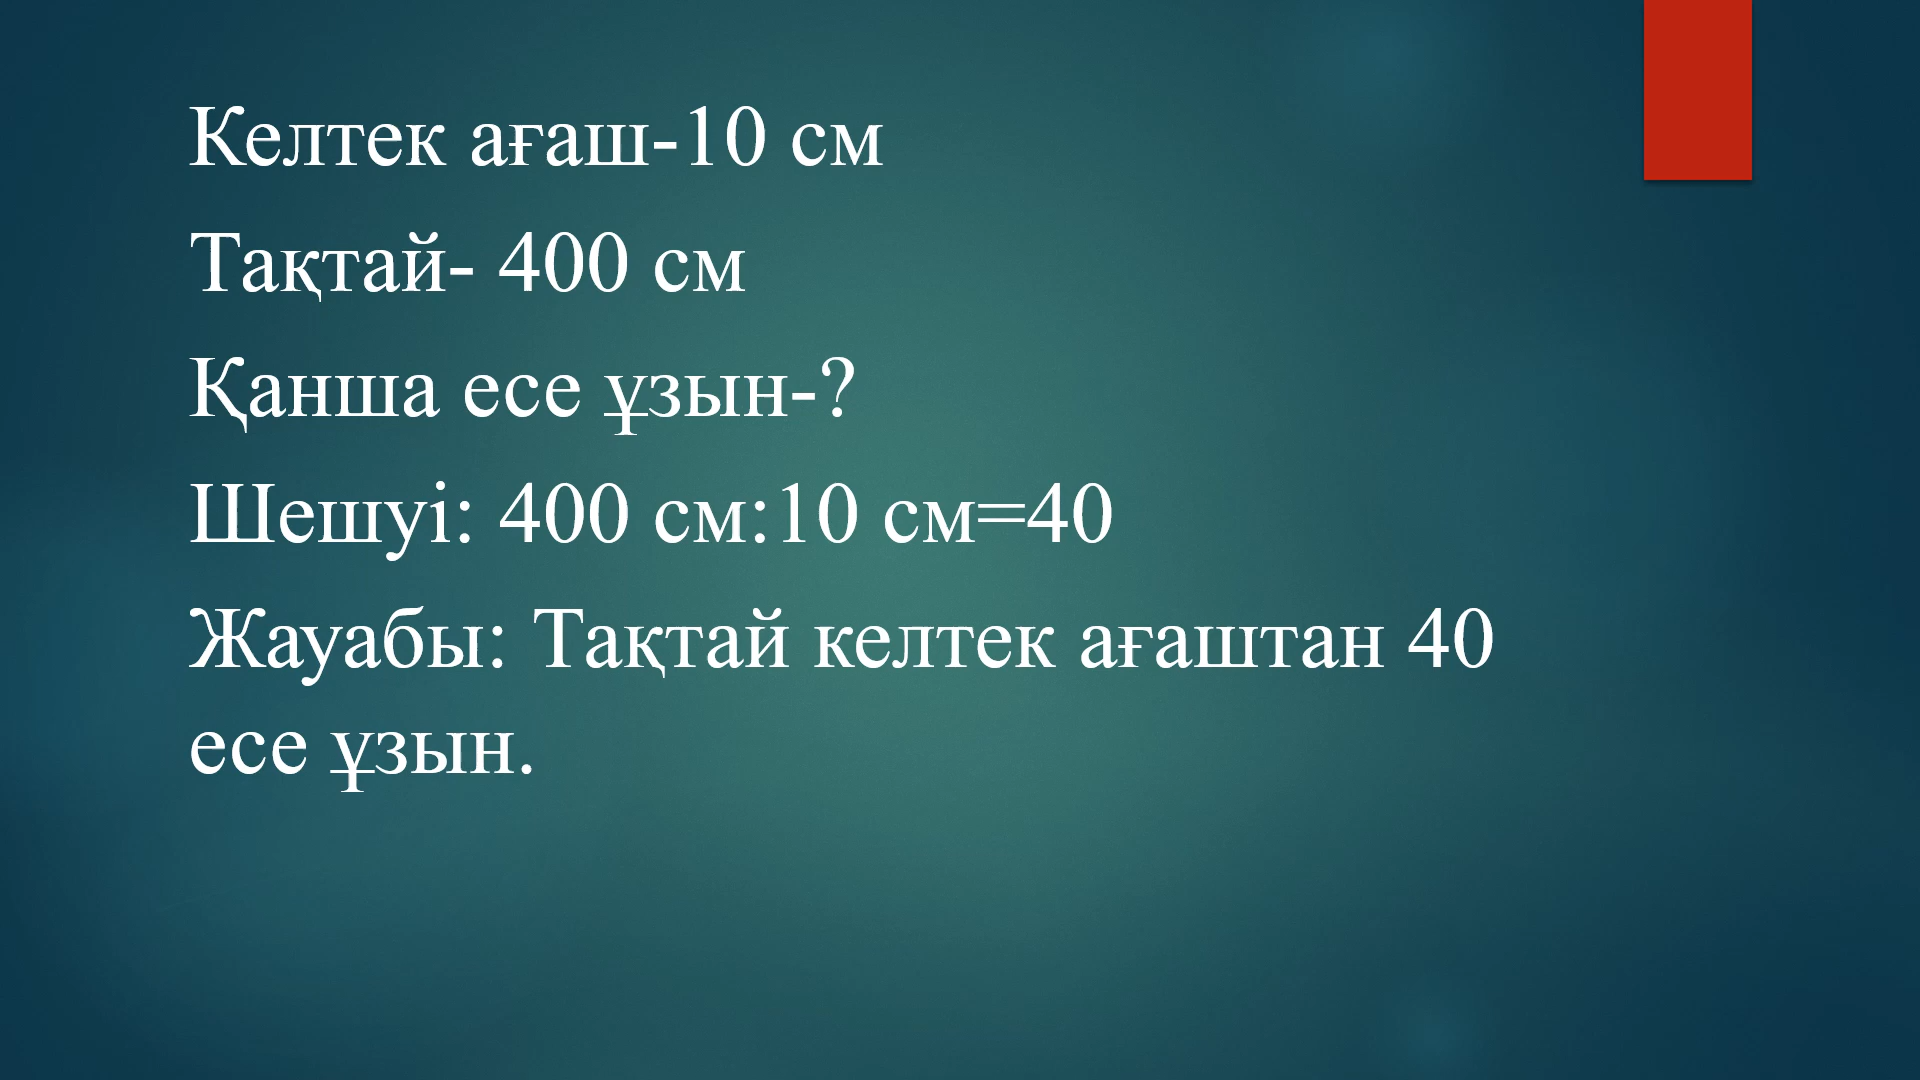 Келтек ағаш-10 см
Тақтай- 400 см
Қанша есе ұзын-?
Шешуі: 400 см:10 см=40
Жауабы: Тақтай келтек ағаштан 40
есе ұзын.